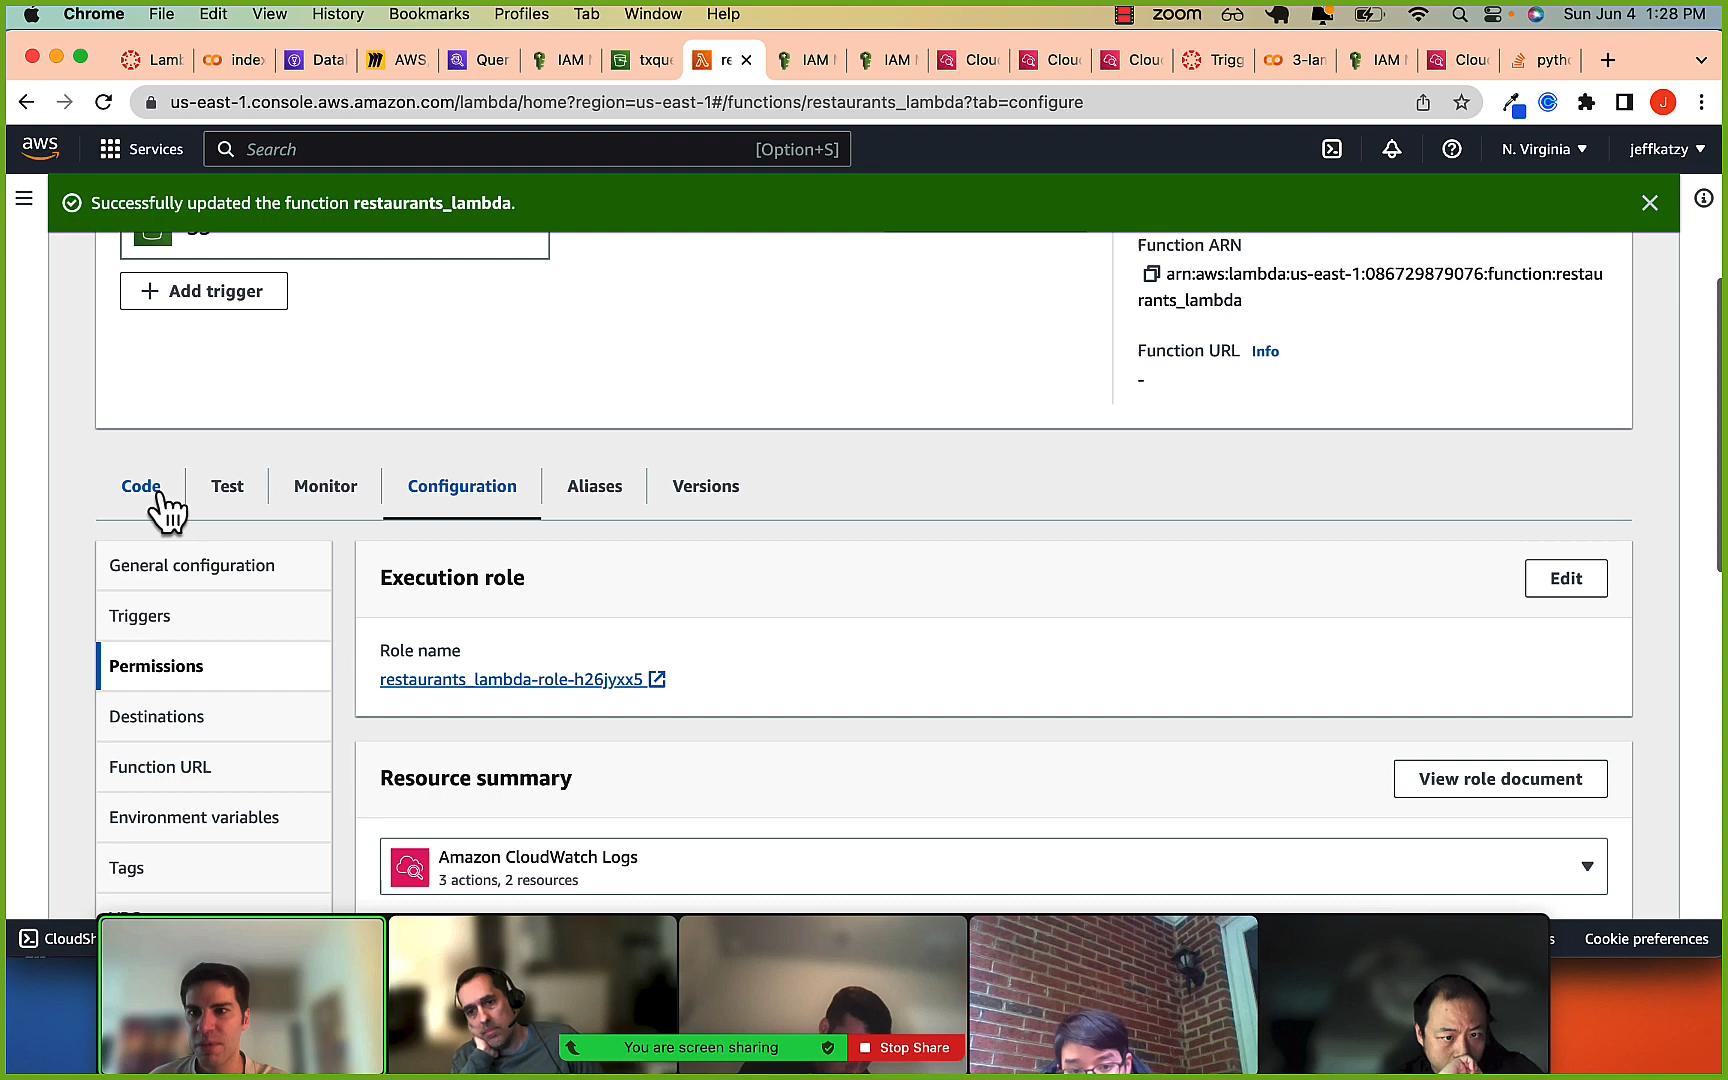 Chrome File Edit View History Bookmarks Profiles Tab Window Help zoom Sun Jun 4 1:28 PM
Lamb inde Data AWS, Quer IAM txqu re IAM IAM Clou Clou Clou Trigg 3-lan IAM Clou pyth
us-east-1.console.aws.amazon.com/lambda/home?region=us-east-1#/functions/restaurants_lambda?tab=configure J
aws Services Search [Option+S] N. Virginia jeffkatzy
Successfully updated the function restaurants_lambda.
Function ARN
arn:aws:lambda:us-east-1:086729879076:function:restau
rants_lambda
+ Add trigger
Function URL Info
-
Code Test Monitor Configuration Aliases Versions
General configuration
Triggers
Permissions
Destinations
Function URL
Environment variables
Tags
Execution role Edit
Role name
restaurants_lambda-role-h26jyxx5
Resource summary View role document
Amazon CloudWatch Logs
3 actions, 2 resources
CloudSh Cookie preferences
You are screen sharing Stop Share